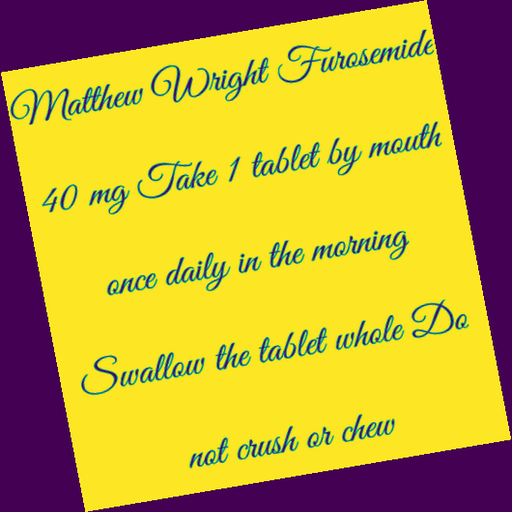 Matthew Wright Furosemide
40 mg Take 1 tablet by mouth
once daily in the morning
Swallow the tablet whole Do
not crush or chew